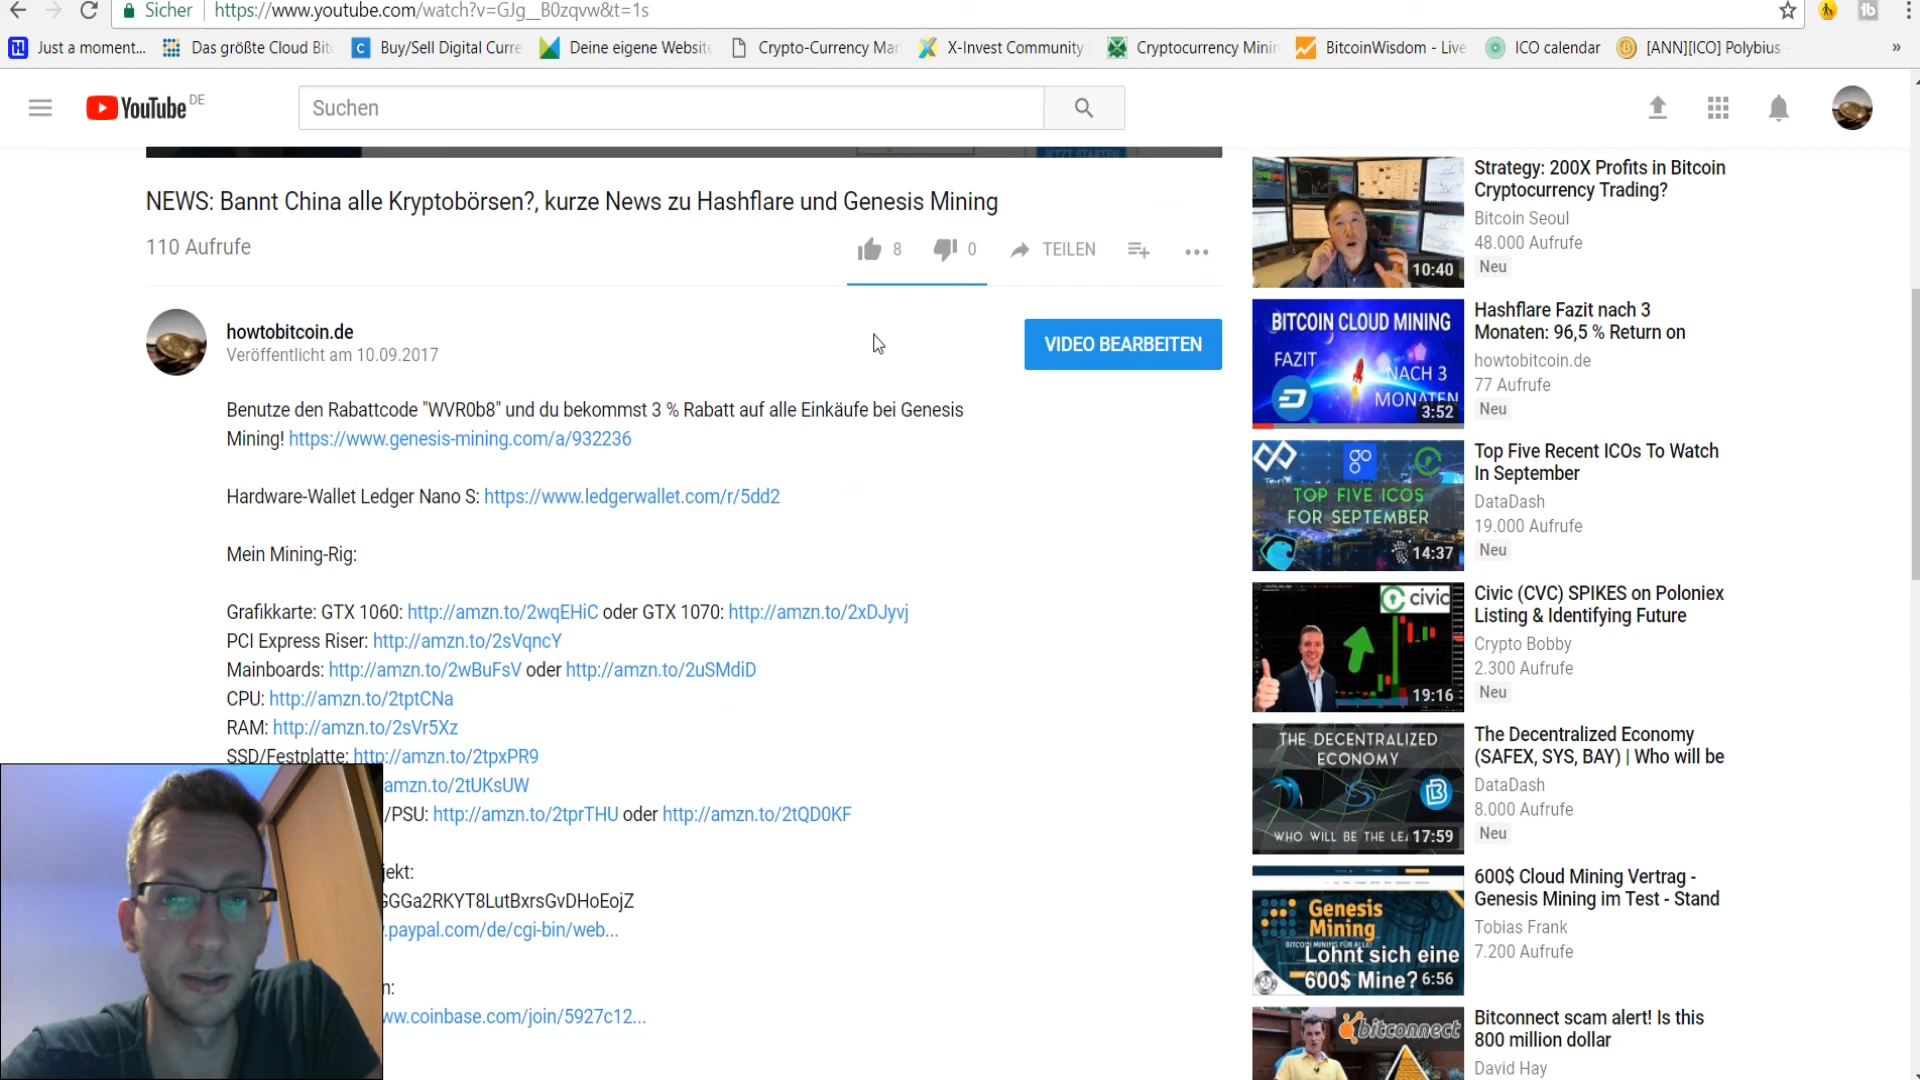 Sicher
https://www.youtube.com/watch?v=GJg__B0zqvw&t=1s
Just a moment...
Das größte Cloud Bit
Buy/Sell Digital Curre
Deine eigene Website
Crypto-Currency Mar
X-Invest Community
Cryptocurrency Minin
BitcoinWisdom - Live
ICO calendar
[ANN][ICO] Polybius
»
YouTube DE
Suchen
NEWS: Bannt China alle Kryptobörsen?, kurze News zu Hashflare und Genesis Mining
110 Aufrufe
8
0
TEILEN
howtobitcoin.de
Veröffentlicht am 10.09.2017
VIDEO BEARBEITEN
Benutze den Rabattcode "WVR0b8" und du bekommst 3 % Rabatt auf alle Einkäufe bei Genesis
Mining! https://www.genesis-mining.com/a/932236
Hardware-Wallet Ledger Nano S: https://www.ledgerwallet.com/r/5dd2
Mein Mining-Rig:
Grafikkarte: GTX 1060: http://amzn.to/2wqEHiC oder GTX 1070: http://amzn.to/2xDJyvj
PCI Express Riser: http://amzn.to/2sVqncY
Mainboards: http://amzn.to/2wBuFsV oder http://amzn.to/2uSMdiD
CPU: http://amzn.to/2tptCNa
RAM: http://amzn.to/2sVr5Xz
SSD/Festplatte: http://amzn.to/2tpxPR9
amzn.to/2tUKsUW
/PSU: http://amzn.to/2tprTHU oder http://amzn.to/2tQD0KF
jekt:
GGGa2RKYT8LutBxrsGvDHoEojZ
.paypal.com/de/cgi-bin/web...
n:
ww.coinbase.com/join/5927c12...
10:40
Strategy: 200X Profits in Bitcoin
Cryptocurrency Trading?
Bitcoin Seoul
48.000 Aufrufe
Neu
BITCOIN CLOUD MINING
FAZIT
NACH 3
MONATEN
3:52
Hashflare Fazit nach 3
Monaten: 96,5 % Return on
howtobitcoin.de
77 Aufrufe
Neu
go
TOP FIVE ICOS
FOR SEPTEMBER
14:37
Top Five Recent ICOs To Watch
In September
DataDash
19.000 Aufrufe
Neu
civic
19:16
Civic (CVC) SPIKES on Poloniex
Listing & Identifying Future
Crypto Bobby
2.300 Aufrufe
Neu
THE DECENTRALIZED
ECONOMY
WHO WILL BE THE LEA
17:59
The Decentralized Economy
(SAFEX, SYS, BAY) | Who will be
DataDash
8.000 Aufrufe
Neu
Genesis
Mining
BITCOIN MINING FÜR ALLE!
Lohnt sich eine
600$ Mine?
6:56
600$ Cloud Mining Vertrag -
Genesis Mining im Test - Stand
Tobias Frank
7.200 Aufrufe
bitconnect
Bitconnect scam alert! Is this
800 million dollar
David Hay